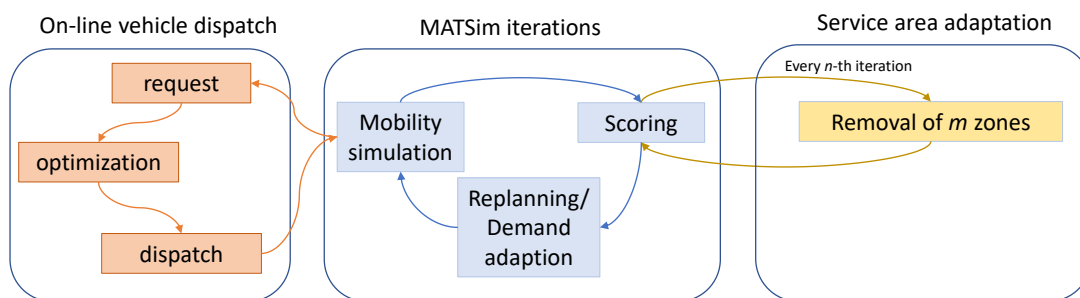 On-line vehicle dispatch
request
optimization
dispatch
MATSim iterrations
Mobility
simulation
Scoring
Replanning/
Demand
adaption
Service area adaptation
Every n-th iteration
Removal of m zones